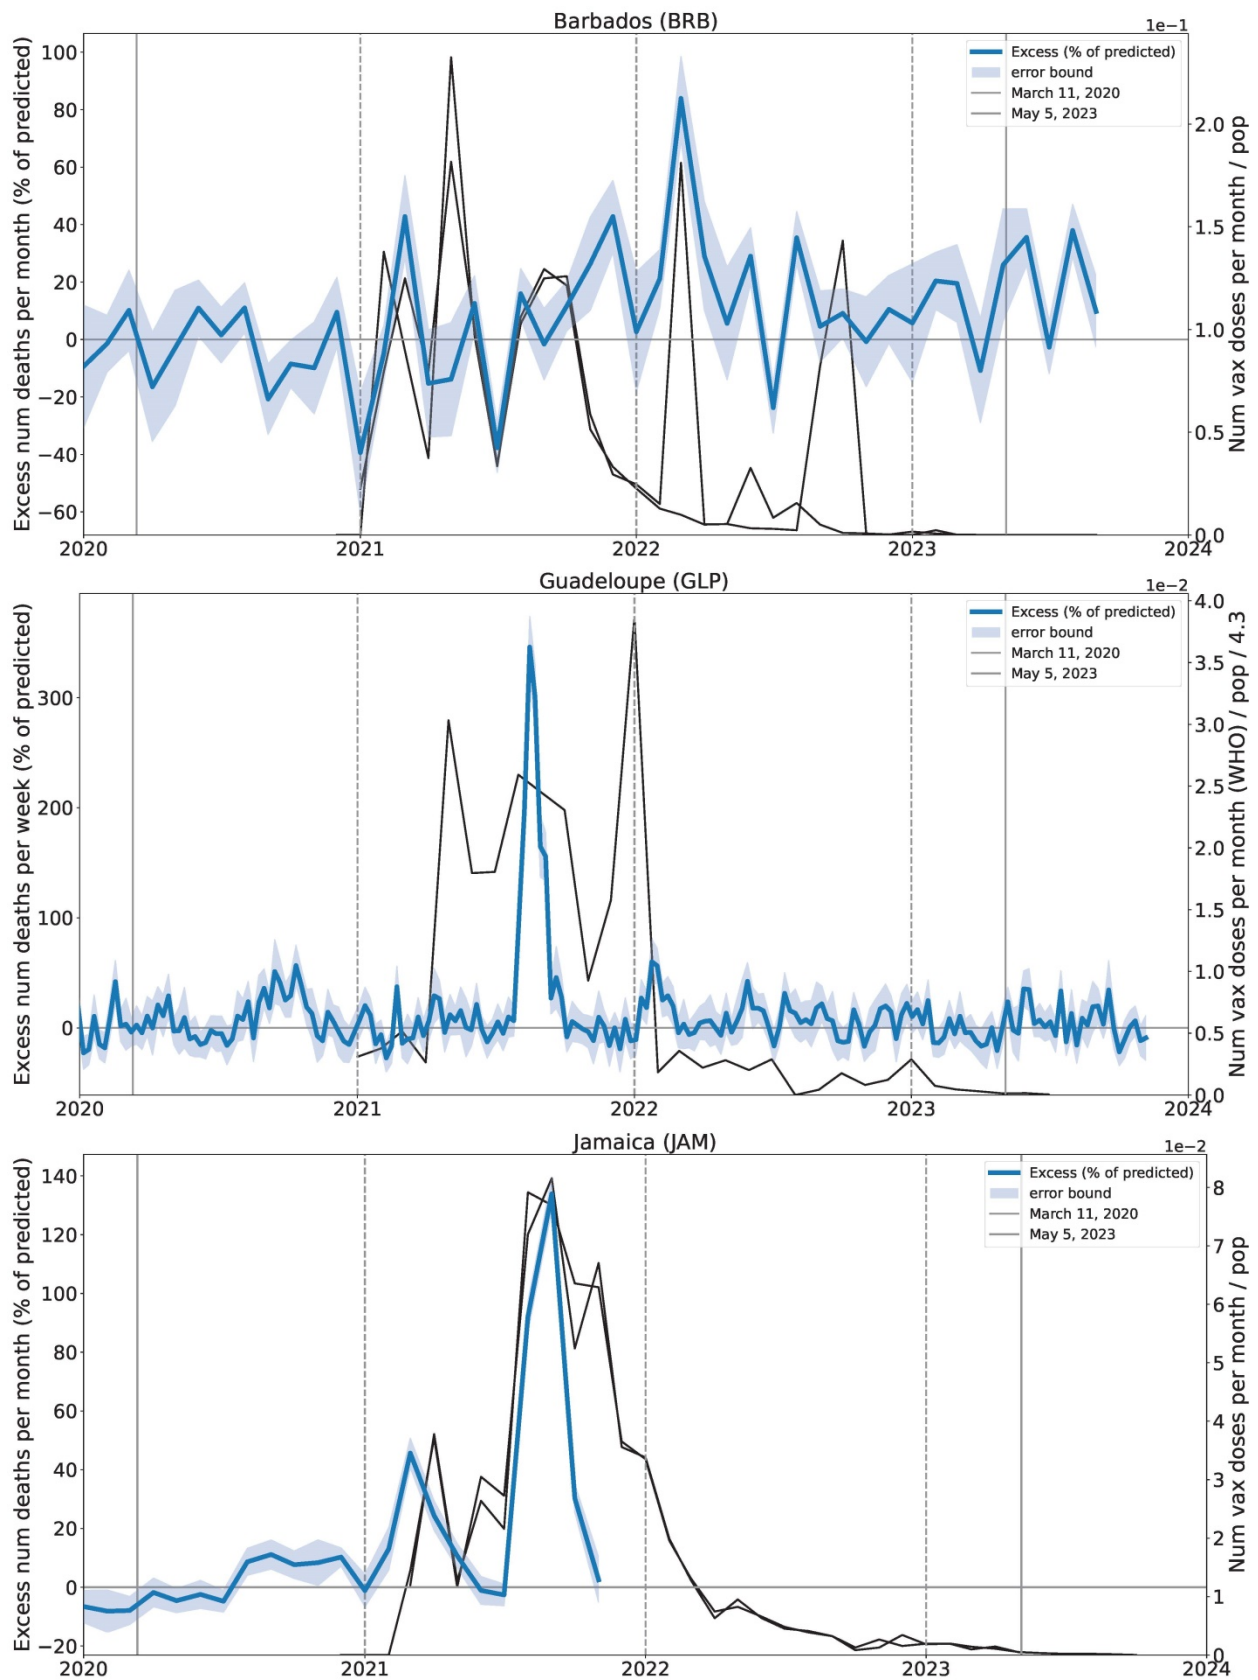 Barbados (BRB)
1e−1
Excess num deaths per month (% of predicted)
100
80
60
40
20
0
−20
−40
−60
Excess (% of predicted)
error bound
March 11, 2020
May 5, 2023
2.0
1.5
1.0
0.5
0.0
Num vax doses per month / pop
2020
2021
2022
2023
2024
Guadeloupe (GLP)
1e−2
Excess num deaths per week (% of predicted)
300
200
100
0
Excess (% of predicted)
error bound
March 11, 2020
May 5, 2023
4.0
3.5
3.0
2.5
2.0
1.5
1.0
0.5
0.0
Num vax doses per month (WHO) / pop / 4.3
2020
2021
2022
2023
2024
Jamaica (JAM)
1e−2
Excess num deaths per month (% of predicted)
140
120
100
80
60
40
20
0
−20
Excess (% of predicted)
error bound
March 11, 2020
May 5, 2023
8
7
6
5
4
3
2
1
0
Num vax doses per month / pop
2020
2021
2022
2023
2024